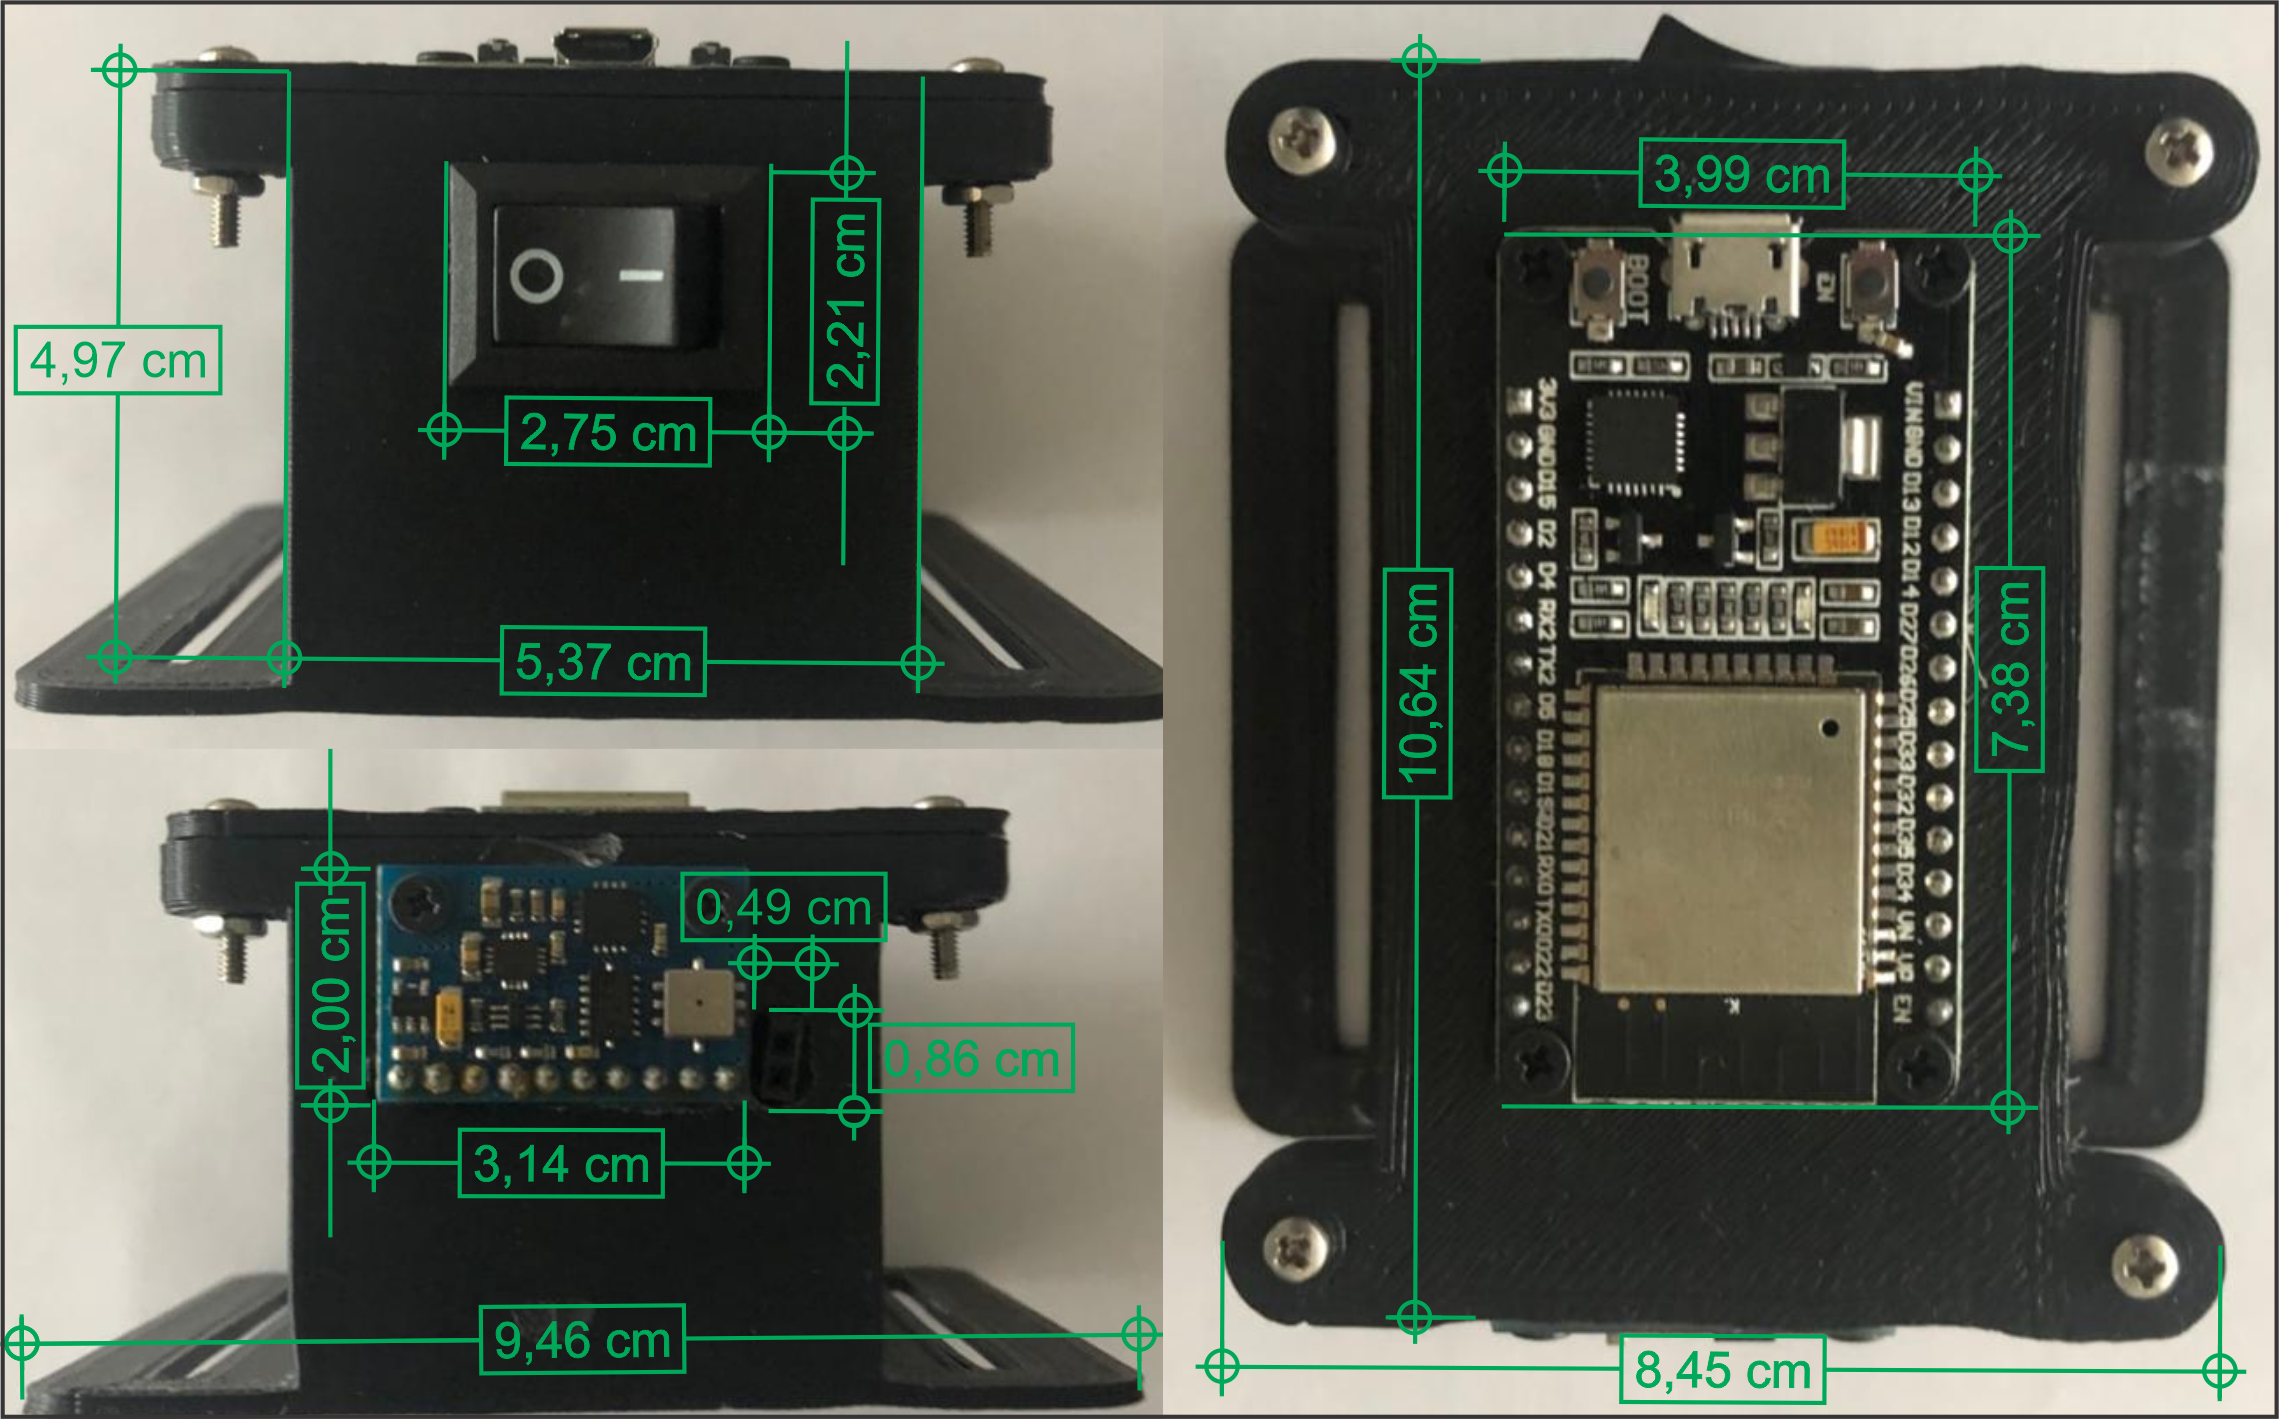 4,97 cm
2,21 cm
2,75 cm
5,37 cm
2,00 cm
0,49 cm
0,86 cm
3,14 cm
9,46 cm
3,99 cm
BOOT
EN
3V3 GND D15 D2 D4 RX2 TX2 D5 D18 D19 D21 RX0 TX0 D22 D23
VIN GND D13 D12 D14 D27 D26 D25 D33 D32 D35 D34 VN VP EN
10,64 cm
7,38 cm
8,45 cm